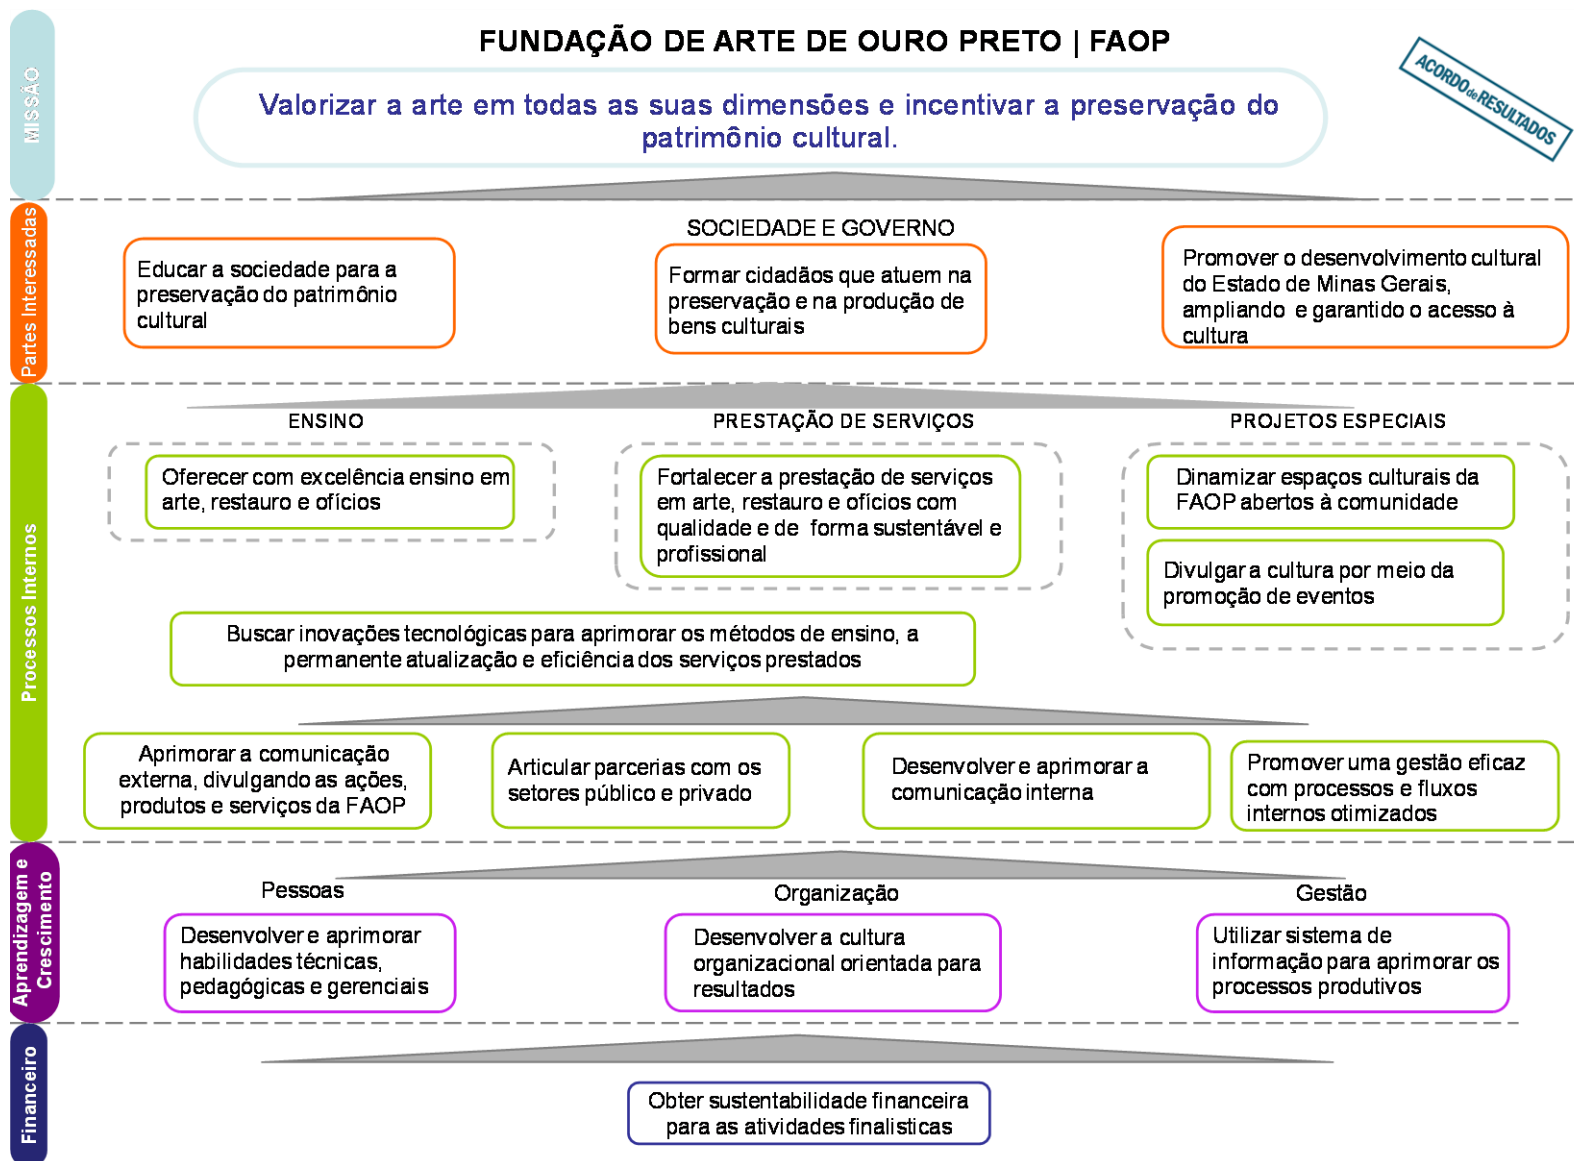 FUNDAÇÃO DE ARTE DE OURO PRETO | FAOP
ACORDO de RESULTADOS
MISSÃO
Valorizar a arte em todas as suas dimensões e incentivar a preservação do
patrimônio cultural.
Partes Interessadas
SOCIEDADE E GOVERNO
Educar a sociedade para a
preservação do patrimônio
cultural
Formar cidadãos que atuem na
preservação e na produção de
bens culturais
Promover o desenvolvimento cultural
do Estado de Minas Gerais,
ampliando e garantido o acesso à
cultura
Processos Internos
ENSINO
Oferecer com excelência ensino em
arte, restauro e ofícios
PRESTAÇÃO DE SERVIÇOS
Fortalecer a prestação de serviços
em arte, restauro e ofícios com
qualidade e de forma sustentável e
profissional
PROJETOS ESPECIAIS
Dinamizar espaços culturais da
FAOP abertos à comunidade
Divulgar a cultura por meio da
promoção de eventos
Buscar inovações tecnológicas para aprimorar os métodos de ensino, a
permanente atualização e eficiência dos serviços prestados
Aprimorar a comunicação
externa, divulgando as ações,
produtos e serviços da FAOP
Articular parcerias com os
setores público e privado
Desenvolver e aprimorar a
comunicação interna
Promover uma gestão eficaz
com processos e fluxos
internos otimizados
Aprendizagem e
Crescimento
Pessoas
Desenvolver e aprimorar
habilidades técnicas,
pedagógicas e gerenciais
Organização
Desenvolver a cultura
organizacional orientada para
resultados
Gestão
Utilizar sistema de
informação para aprimorar os
processos produtivos
Financeiro
Obter sustentabilidade financeira
para as atividades finalisticas